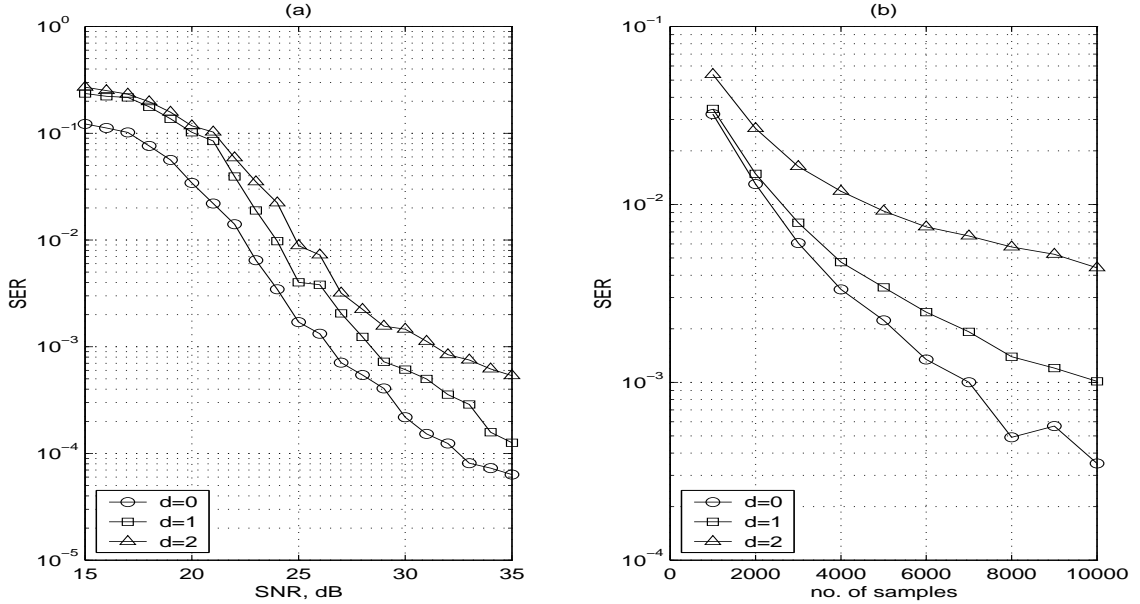 (a)
10^0
10^-1
10^-2
10^-3
10^-4
10^-5
SER
15 20 25 30 35
SNR, dB
d=0
d=1
d=2
(b)
10^-1
10^-2
10^-3
10^-4
SER
0 2000 4000 6000 8000 10000
no. of samples
d=0
d=1
d=2